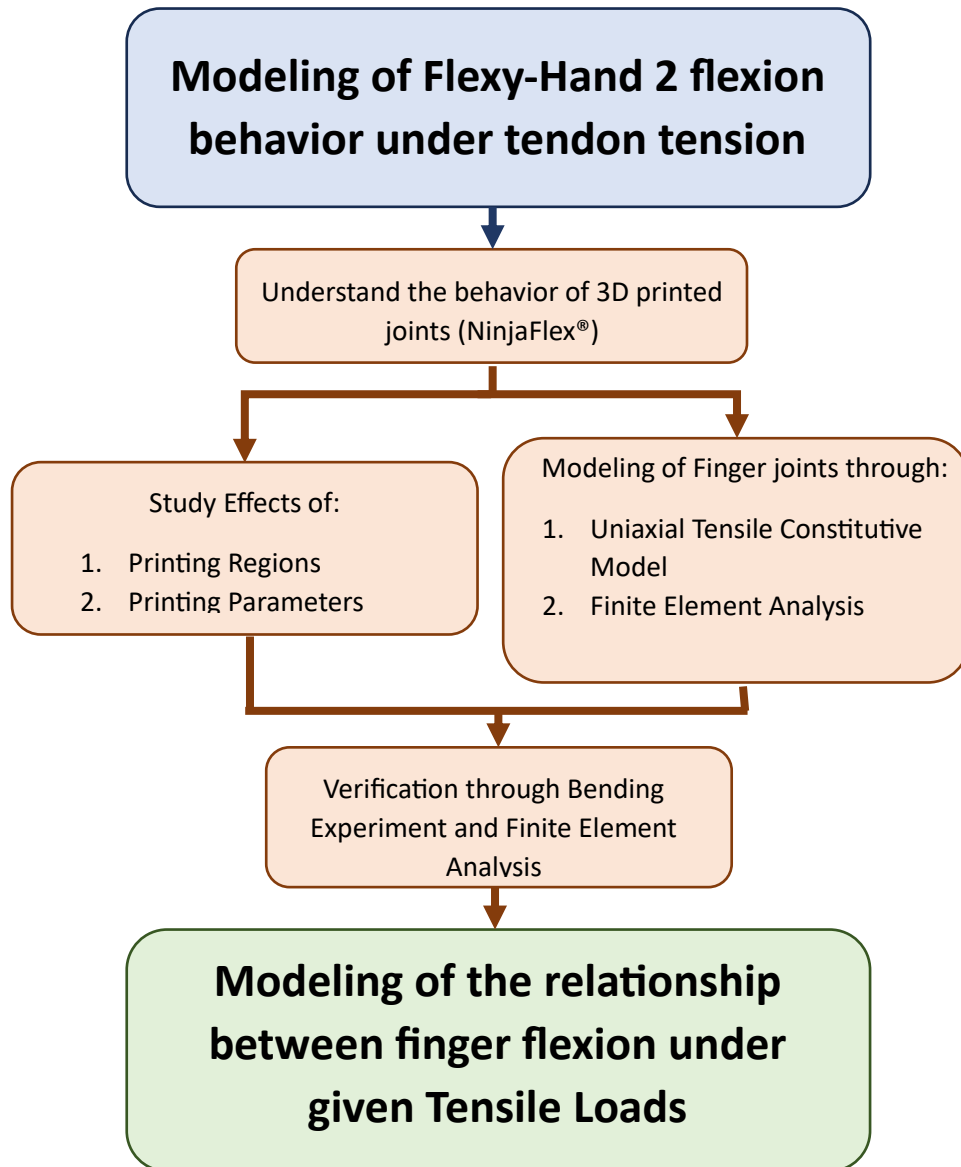 Modeling of Flexy-Hand 2 flexion
behavior under tendon tension
Understand the behavior of 3D printed
joints (NinjaFlex®)
Study Effects of:
1. Printing Regions
2. Printing Parameters
Modeling of Finger joints through:
1. Uniaxial Tensile Constitutive
Model
2. Finite Element Analysis
Verification through Bending
Experiment and Finite Element
Analysis
Modeling of the relationship
between finger flexion under
given Tensile Loads